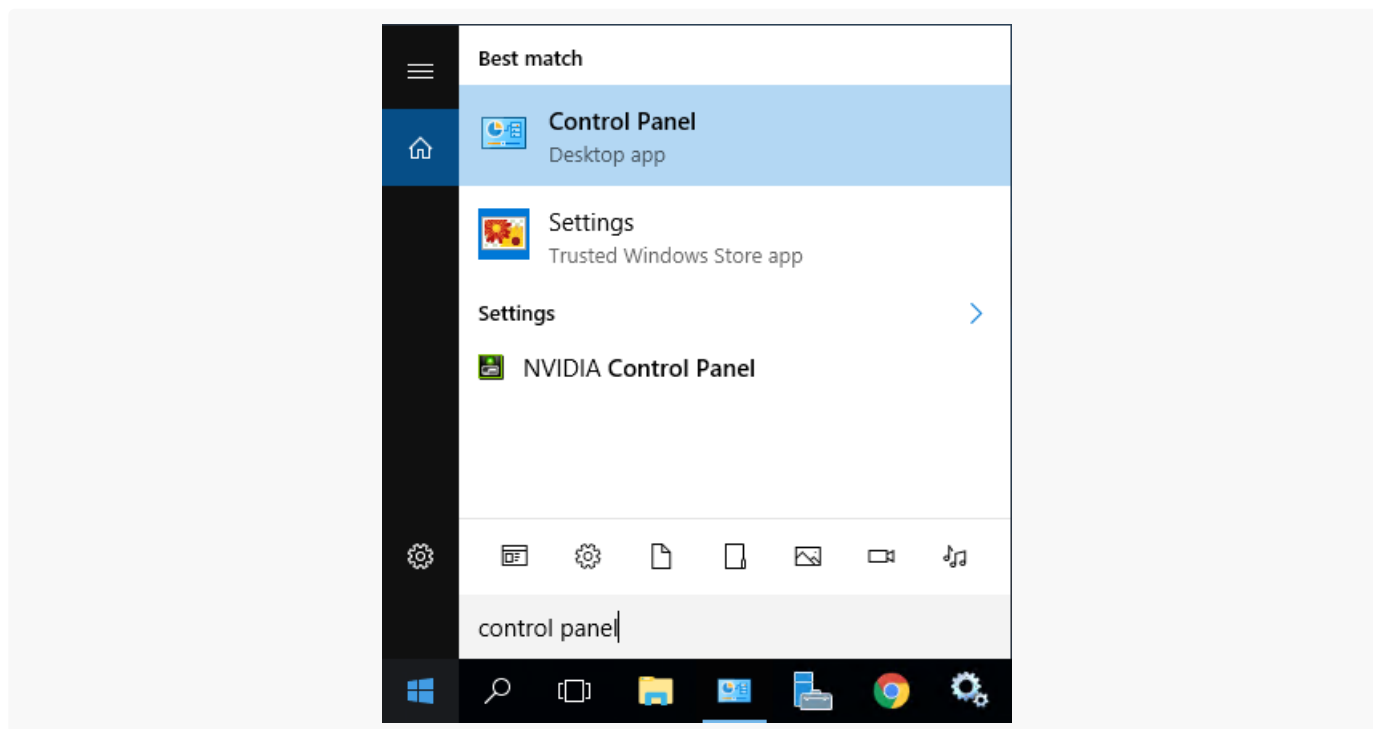 Best match
Control Panel
Desktop app
Settings
Trusted Windows Store app
Settings
NVIDIA Control Panel
control panel